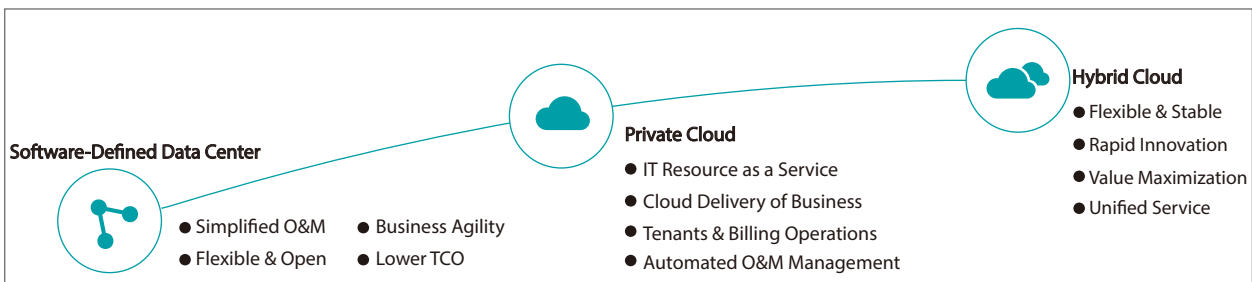 Software-Defined Data Center
● Simplified O&M
● Business Agility
● Flexible & Open
● Lower TCO
Private Cloud
● IT Resource as a Service
● Cloud Delivery of Business
● Tenants & Billing Operations
● Automated O&M Management
Hybrid Cloud
● Flexible & Stable
● Rapid Innovation
● Value Maximization
● Unified Service